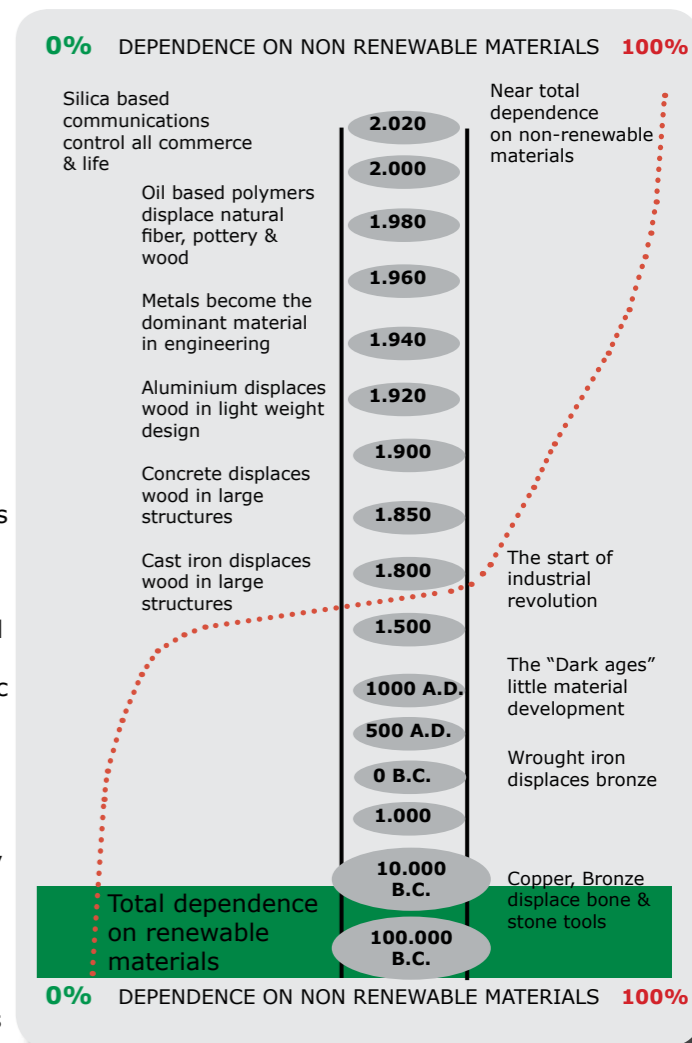 0% DEPENDENCE ON NON RENEWABLE MATERIALS 100%
Silica based
communications
control all commerce
& life
Near total
dependence
on non-renewable
materials
2.020
2.000
Oil based polymers
displace natural
fiber, pottery &
wood
1.980
1.960
Metals become the
dominant material
in engineering
1.940
Aluminium displaces
wood in light weight
design
1.920
1.900
Concrete displaces
wood in large
structures
1.850
Cast iron displaces
wood in large
structures
1.800
The start of
industrial
revolution
1.500
The “Dark ages”
little material
development
1000 A.D.
500 A.D.
Wrought iron
displaces bronze
0 B.C.
1.000
10.000
B.C.
Copper, Bronze
displace bone &
stone tools
Total dependence
on renewable
materials
100.000
B.C.
0% DEPENDENCE ON NON RENEWABLE MATERIALS 100%